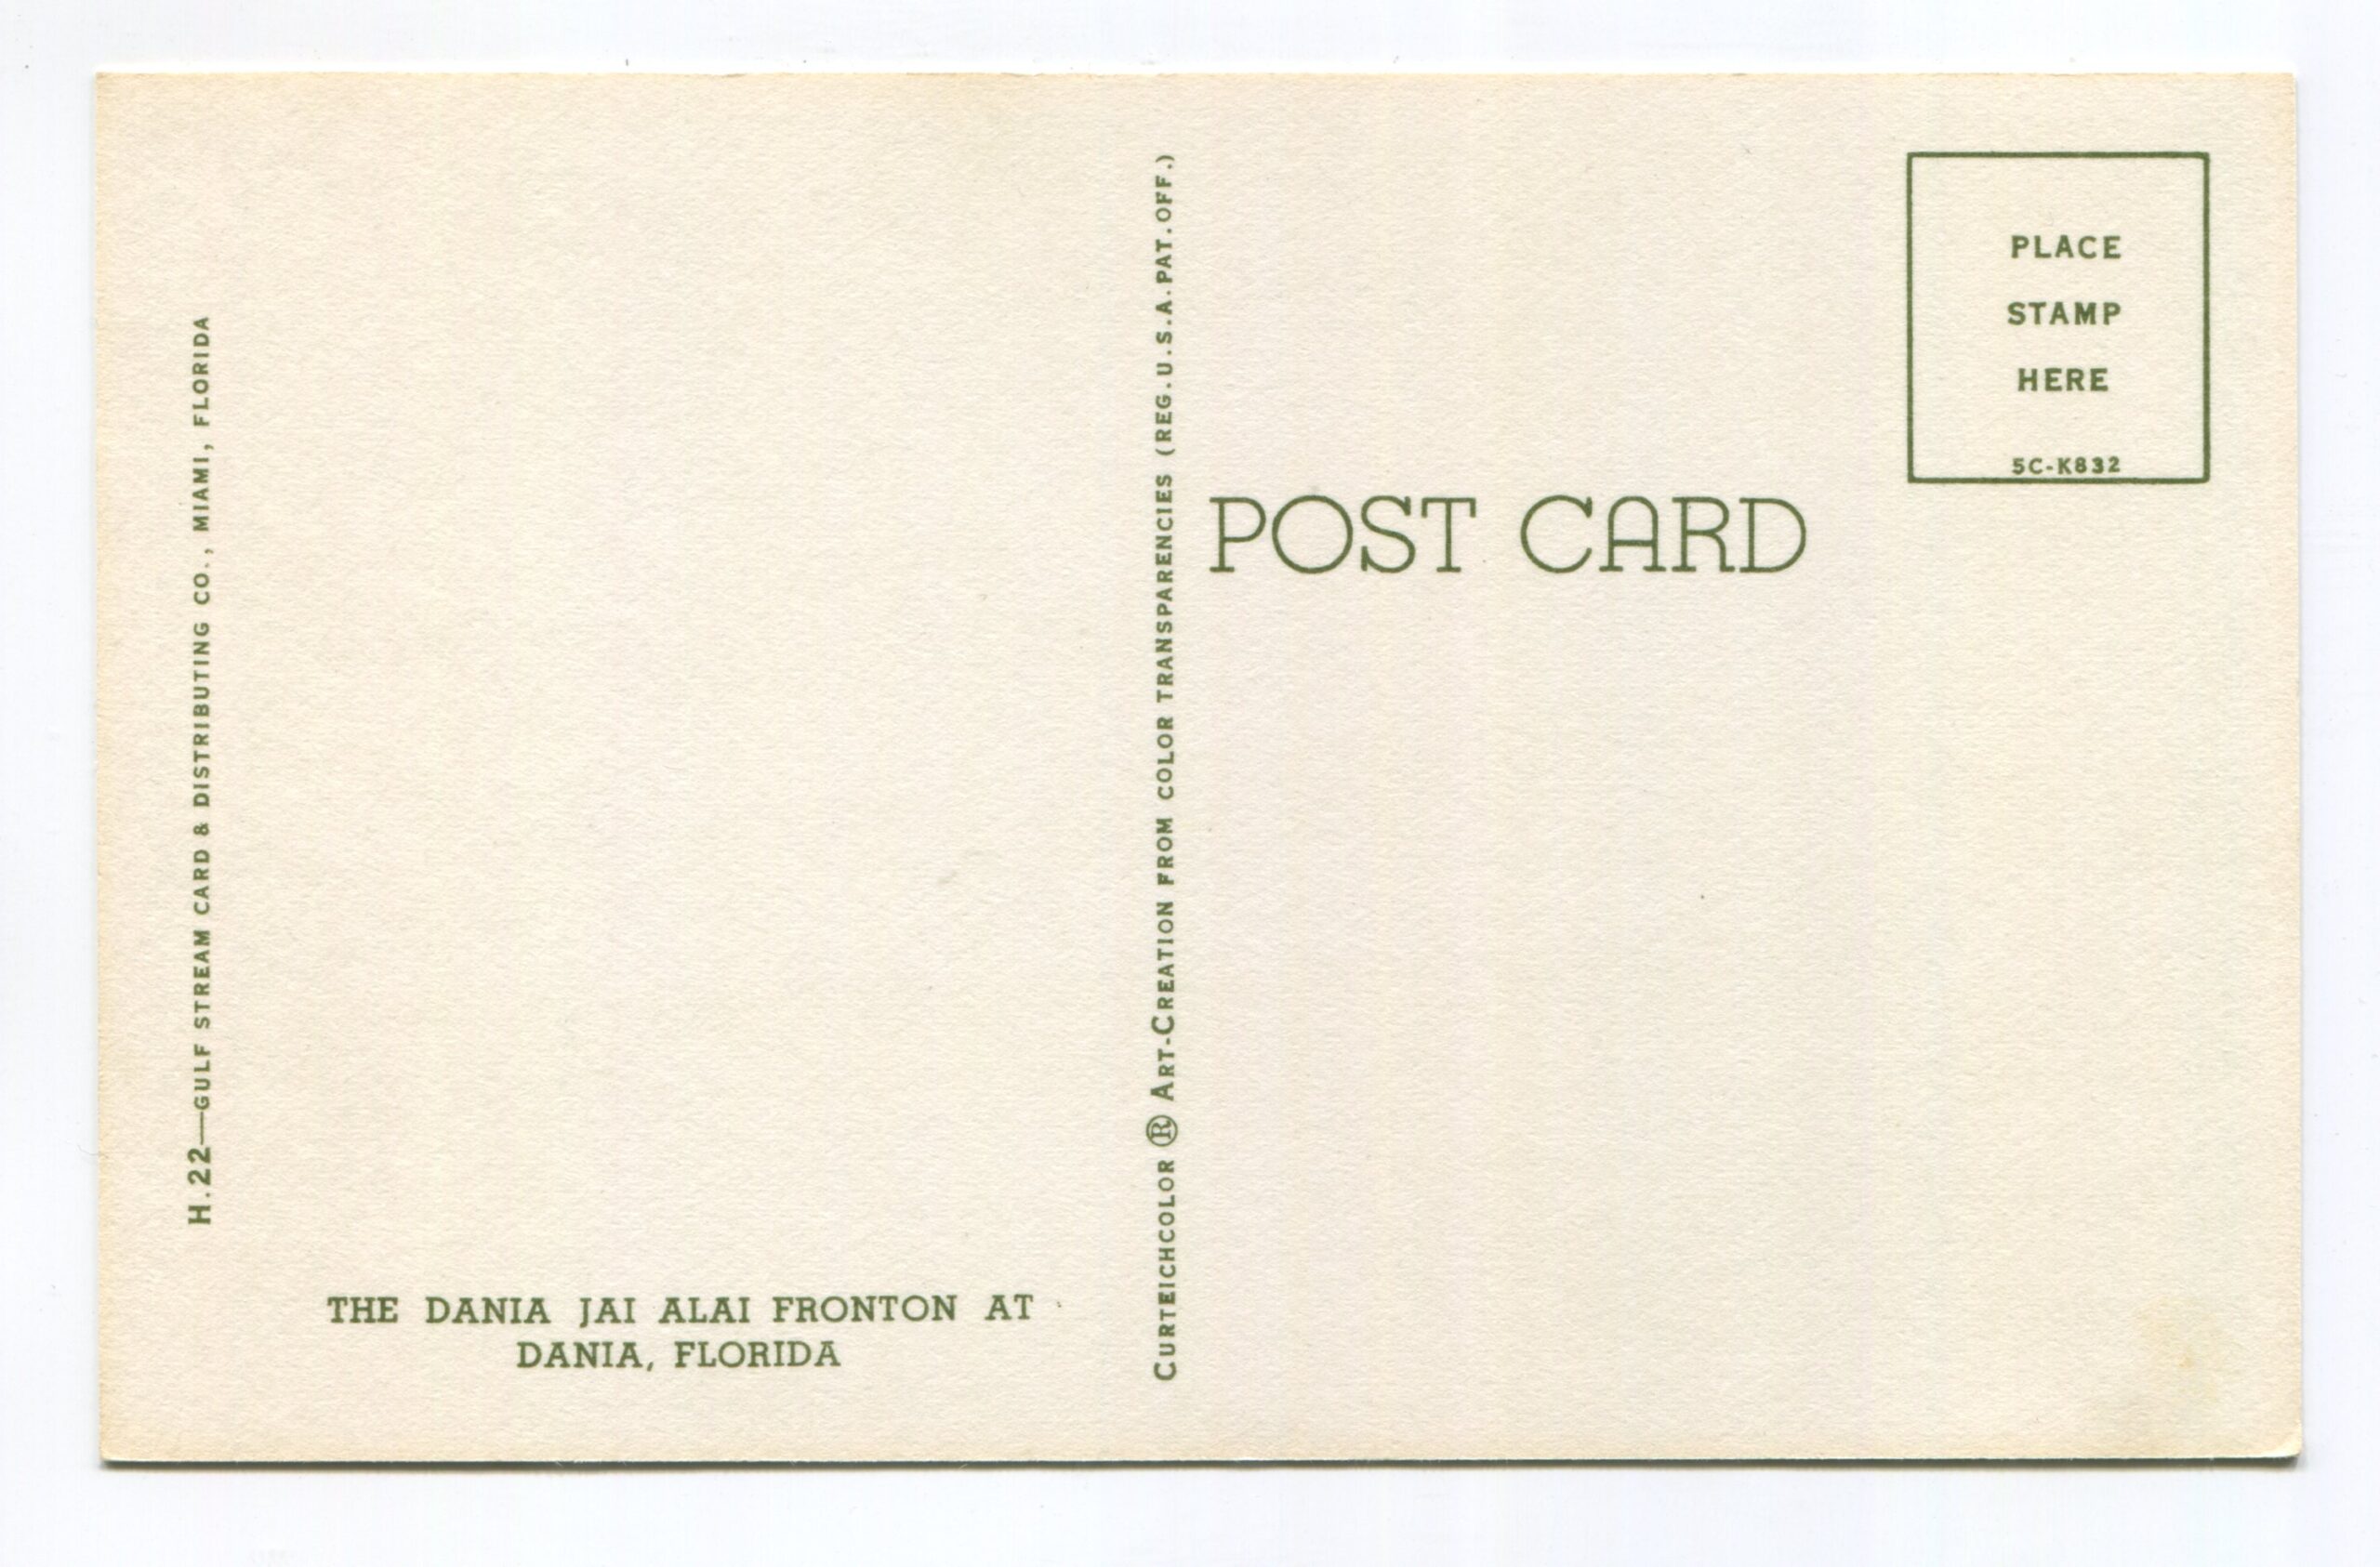 H.22—GULF STREAM CARD & DISTRIBUTING CO., MIAMI, FLORIDA
THE DANIA JAI ALAI FRONTON AT
DANIA, FLORIDA
CURTEICHCOLOR ® ART-CREATION FROM COLOR TRANSPARENCIES (REG.U.S.A.PAT.OFF.)
POST CARD
PLACE
STAMP
HERE
5C-K832